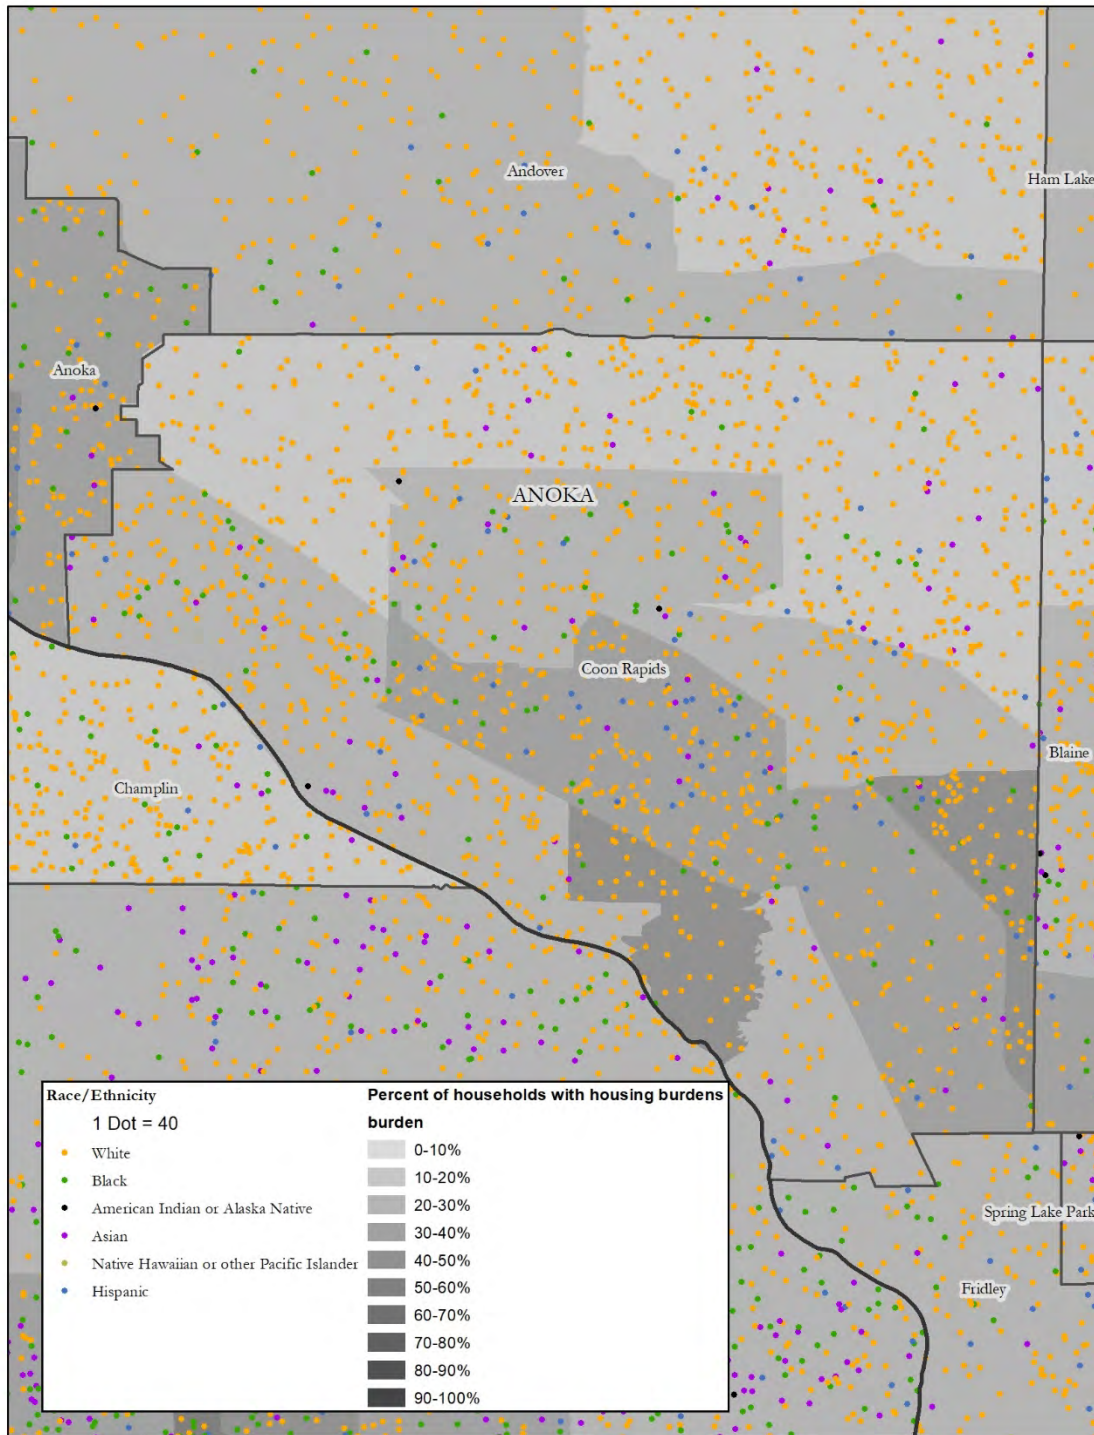 Andover
Ham Lake
Anoka
ANOKA
Coon Rapids
Blaine
Champlin
Race/Ethnicity
1 Dot = 40
White
Black
American Indian or Alaska Native
Asian
Native Hawaiian or other Pacific Islander
Hispanic
Percent of households with housing burdens
burden
0-10%
10-20%
20-30%
30-40%
40-50%
50-60%
60-70%
70-80%
80-90%
90-100%
Spring Lake Park
Fridley